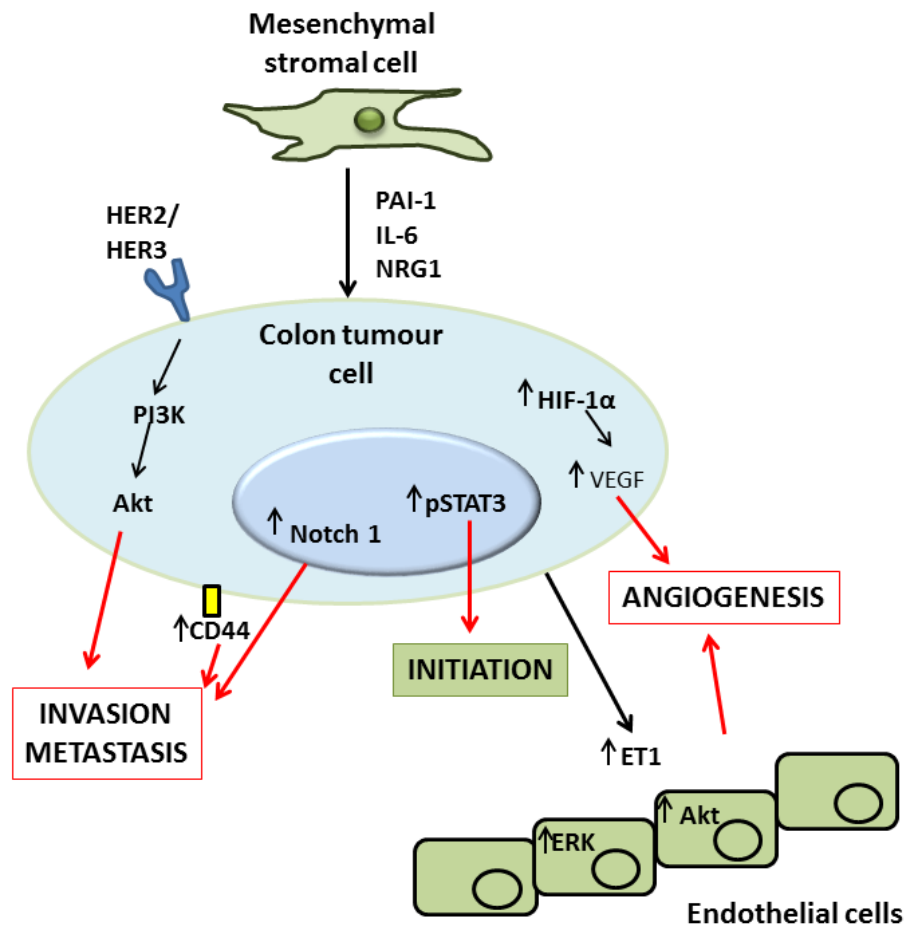 Mesenchymal
stromal cell
PAI-1
IL-6
NRG1
HER2/
HER3
Colon tumour
cell
↑HIF-1α
PI3K
↑VEGF
Akt
↑pSTAT3
↑Notch 1
ANGIOGENESIS
↑CD44
INITIATION
INVASION
METASTASIS
↑ET1
↑Akt
↑ERK
Endothelial cells